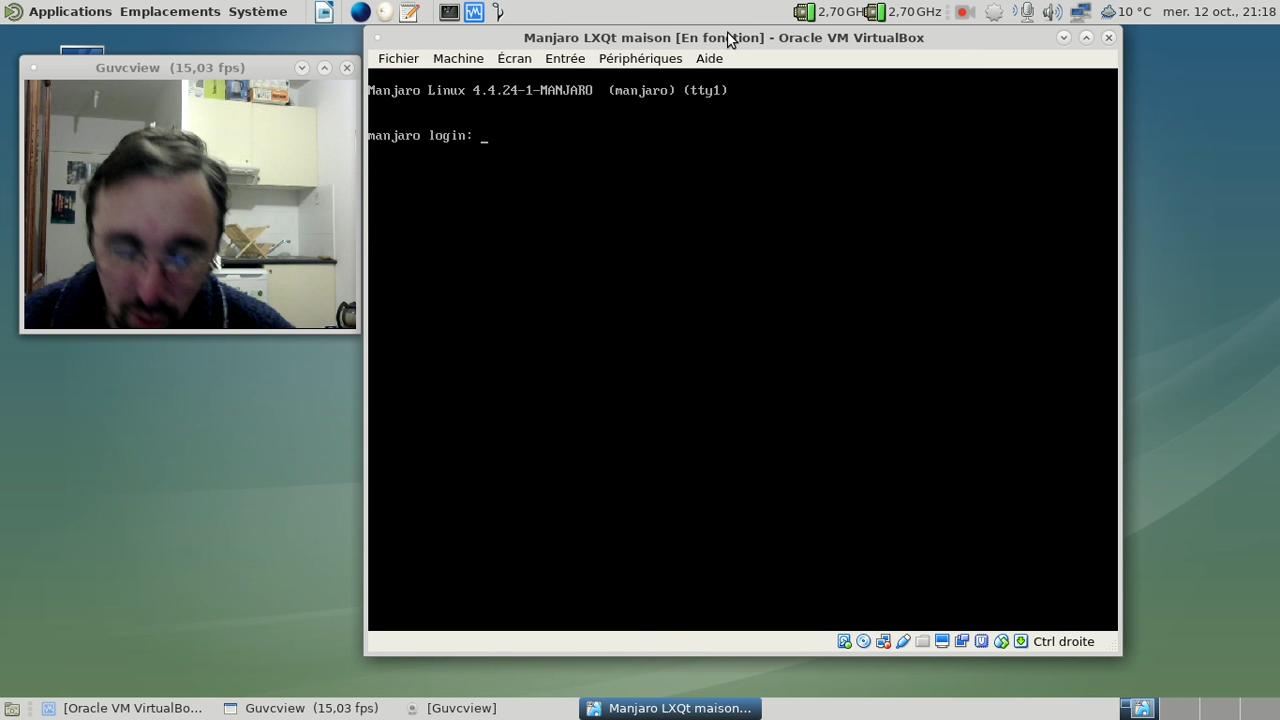 Applications Emplacements Système
2,70 GH 2,70 GHz 10 °C mer. 12 oct., 21:18
Guvcview (15,03 fps)
Manjaro LXQt maison [En fonction] - Oracle VM VirtualBox
Fichier Machine Écran Entrée Périphériques Aide
Manjaro Linux 4.4.24-1-MANJARO (manjaro) (tty1)
manjaro login: _
Ctrl droite
[Oracle VM VirtualBo... Guvcview (15,03 fps) [Guvcview] Manjaro LXQt maison...